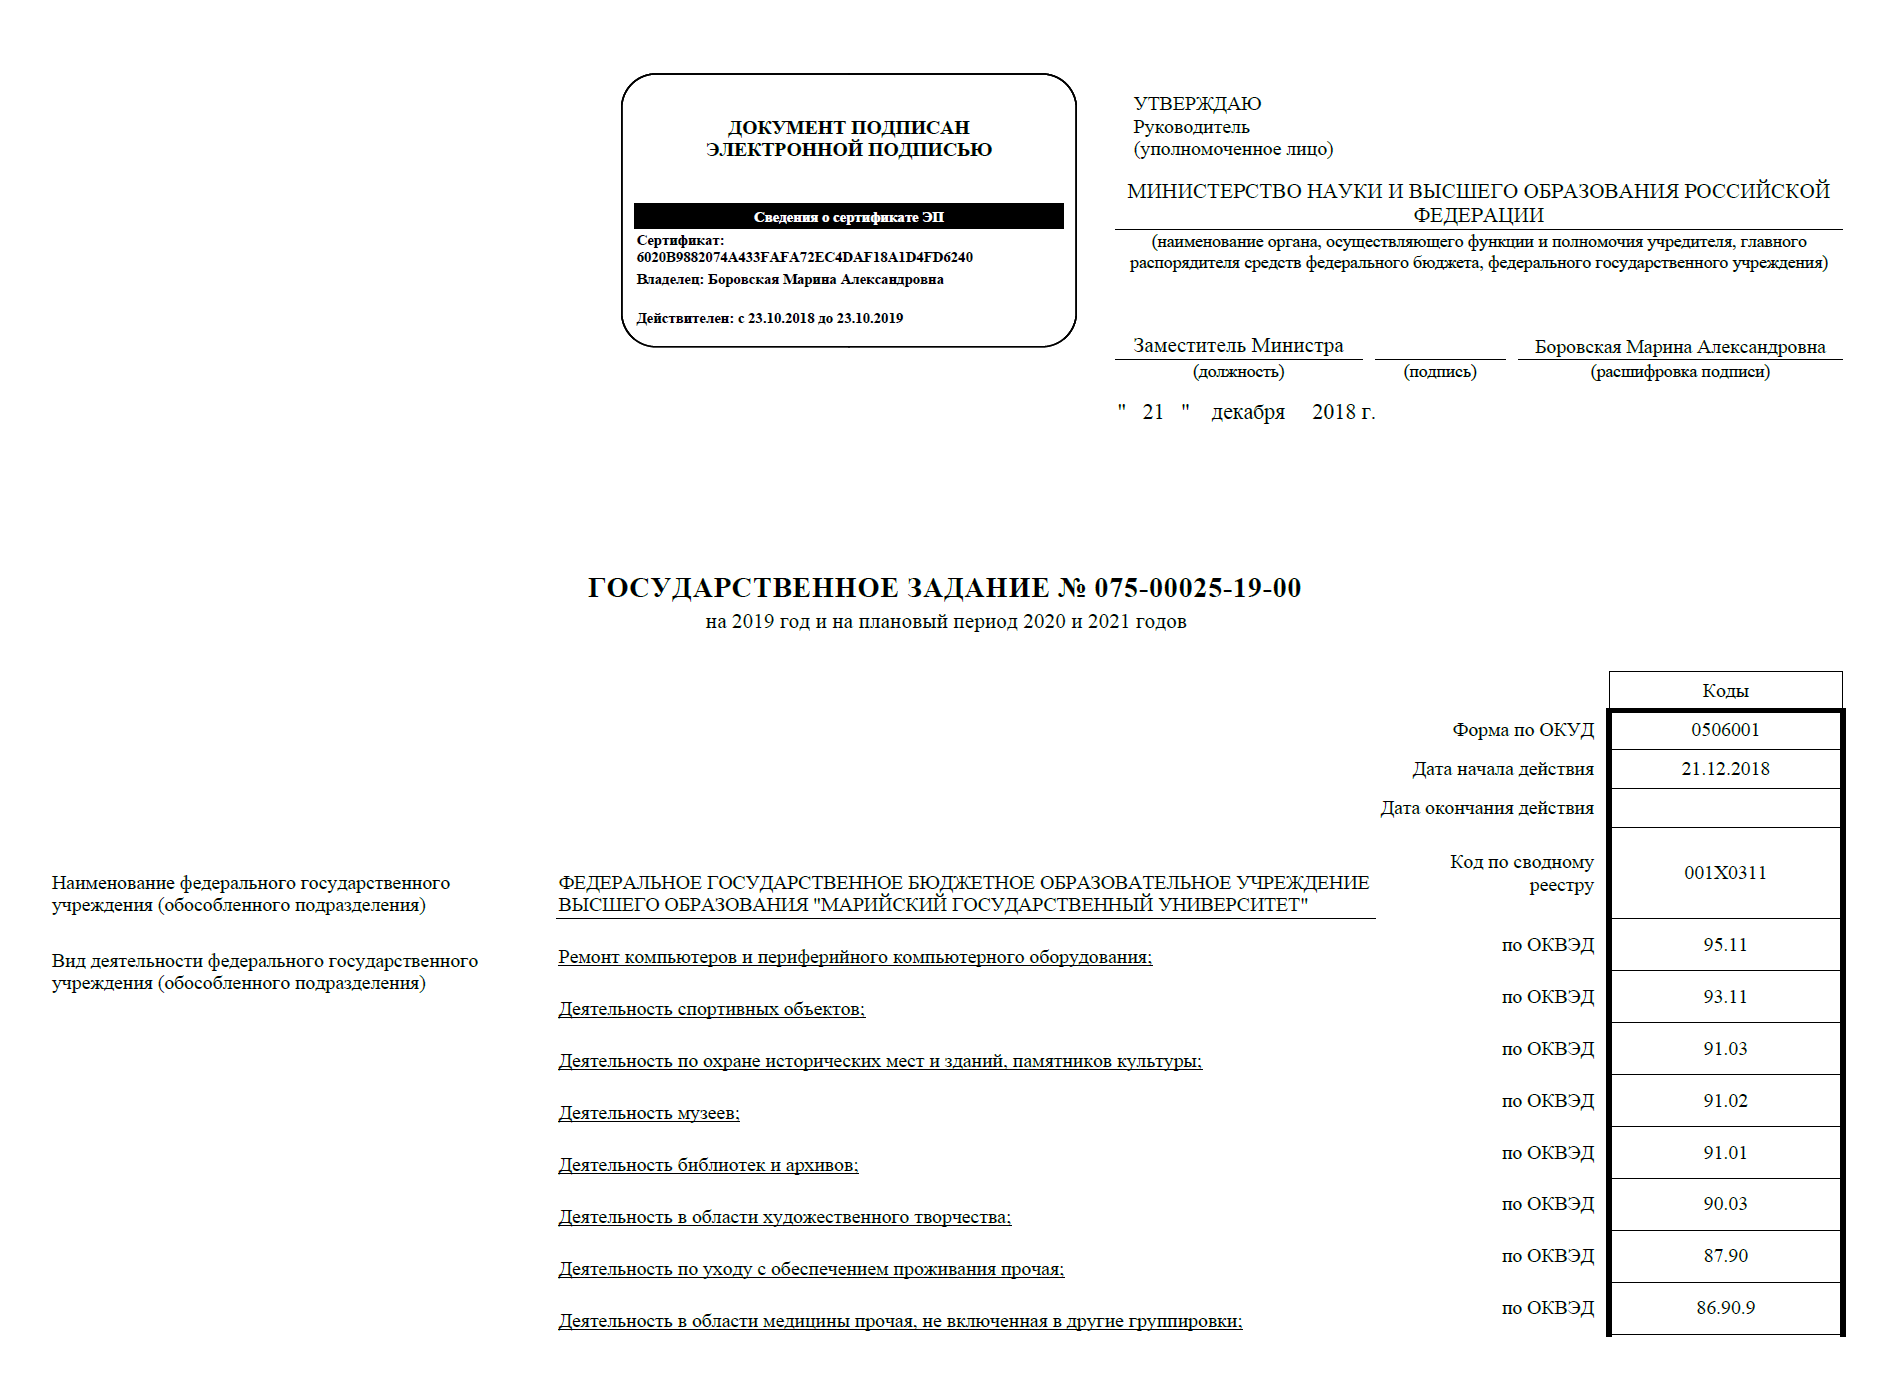 ДОКУМЕНТ ПОДПИСАН
ЭЛЕКТРОННОЙ ПОДПИСЬЮ
Сведения о сертификате ЭП
Сертификат:
6020B9882074A433FAFA72EC4DAF18A1D4FD6240
Владелец: Боровская Марина Александровна
Действителен: с 23.10.2018 до 23.10.2019
УТВЕРЖДАЮ
Руководитель
(уполномоченное лицо)
МИНИСТЕРСТВО НАУКИ И ВЫСШЕГО ОБРАЗОВАНИЯ РОССИЙСКОЙ
ФЕДЕРАЦИИ
(наименование органа, осуществляющего функции и полномочия учредителя, главного
распорядителя средств федерального бюджета, федерального государственного учреждения)
Заместитель Министра Боровская Марина Александровна
(должность) (подпись) (расшифровка подписи)
" 21 " декабря 2018 г.
ГОСУДАРСТВЕННОЕ ЗАДАНИЕ № 075-00025-19-00
на 2019 год и на плановый период 2020 и 2021 годов
Коды
Форма по ОКУД 0506001
Дата начала действия 21.12.2018
Дата окончания действия
Наименование федерального государственного
учреждения (обособленного подразделения)
ФЕДЕРАЛЬНОЕ ГОСУДАРСТВЕННОЕ БЮДЖЕТНОЕ ОБРАЗОВАТЕЛЬНОЕ УЧРЕЖДЕНИЕ
ВЫСШЕГО ОБРАЗОВАНИЯ "МАРИЙСКИЙ ГОСУДАРСТВЕННЫЙ УНИВЕРСИТЕТ"
Код по сводному
реестру
001Х0311
Вид деятельности федерального государственного
учреждения (обособленного подразделения)
Ремонт компьютеров и периферийного компьютерного оборудования; по ОКВЭД 95.11
Деятельность спортивных объектов; по ОКВЭД 93.11
Деятельность по охране исторических мест и зданий, памятников культуры; по ОКВЭД 91.03
Деятельность музеев; по ОКВЭД 91.02
Деятельность библиотек и архивов; по ОКВЭД 91.01
Деятельность в области художественного творчества; по ОКВЭД 90.03
Деятельность по уходу с обеспечением проживания прочая; по ОКВЭД 87.90
Деятельность в области медицины прочая, не включенная в другие группировки; по ОКВЭД 86.90.9